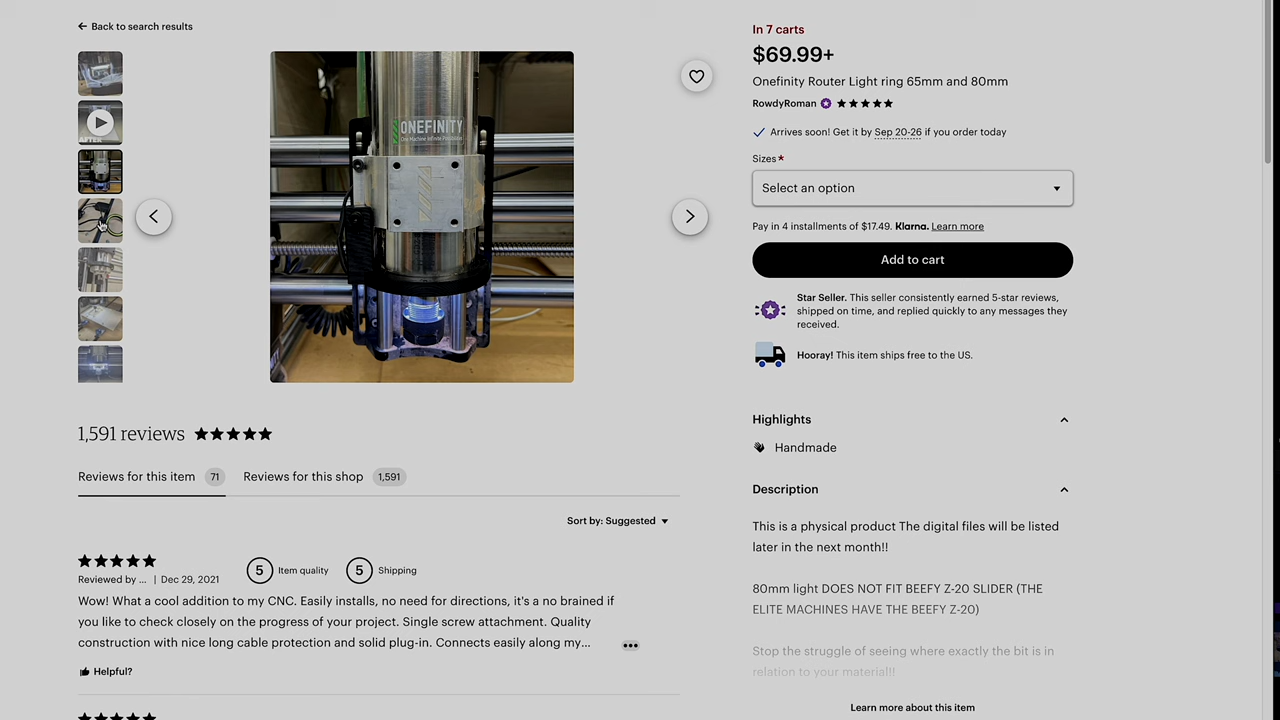 Back to search results
ONEFINITY
1,591 reviews
Reviews for this item 71 Reviews for this shop 1,591
Sort by: Suggested
Reviewed by ... | Dec 29, 2021
5 Item quality 5 Shipping
Wow! What a cool addition to my CNC. Easily installs, no need for directions, it's a no brained if
you like to check closely on the progress of your project. Single screw attachment. Quality
construction with nice long cable protection and solid plug-in. Connects easily along my...
Helpful?
In 7 carts
$69.99+
Onefinity Router Light ring 65mm and 80mm
RowdyRoman
Arrives soon! Get it by Sep 20-26 if you order today
Sizes*
Select an option
Pay in 4 installments of $17.49. Klarna. Learn more
Add to cart
Star Seller. This seller consistently earned 5-star reviews,
shipped on time, and replied quickly to any messages they
received.
Hooray! This item ships free to the US.
Highlights
Handmade
Description
This is a physical product The digital files will be listed
later in the next month!!
80mm light DOES NOT FIT BEEFY Z-20 SLIDER (THE
ELITE MACHINES HAVE THE BEEFY Z-20)
Stop the struggle of seeing where exactly the bit is in
relation to your material!!
Learn more about this item